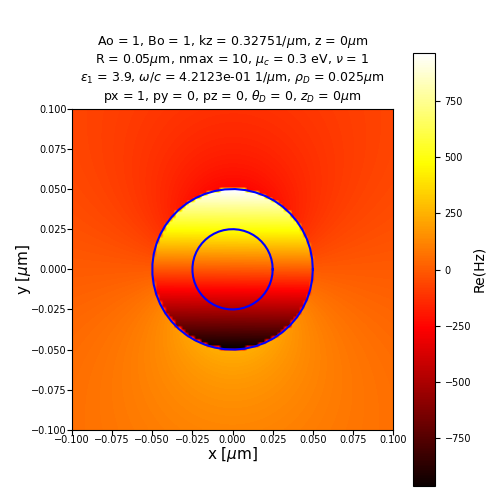 Ao = 1, Bo = 1, kz = 0.32751/μm, z = 0μm
R = 0.05μm, nmax = 10, μ_c = 0.3 eV, ν = 1
ε₁ = 3.9, ω/c = 4.2123e-01 1/μm, ρ_D = 0.025μm
px = 1, py = 0, pz = 0, θ_D = 0, z_D = 0μm
0.100
0.075
0.050
0.025
0.000
−0.025
−0.050
−0.075
−0.100
y [μm]
−0.100 −0.075 −0.050 −0.025 0.000 0.025 0.050 0.075 0.100
x [μm]
750
500
250
0
−250
−500
−750
Re(Hz)